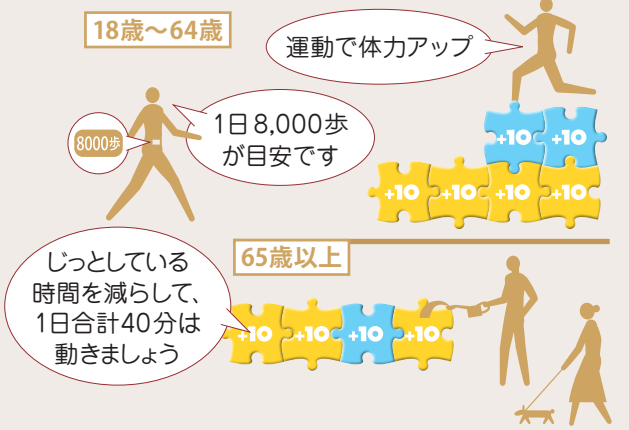 18歳〜64歳
運動で体力アップ
8000歩
1日8,000歩
が目安です
+10 +10
+10 +10 +10 +10
65歳以上
じっとしている
時間を減らして、
1日合計40分は
動きましょう
+10 +10 +10 +10